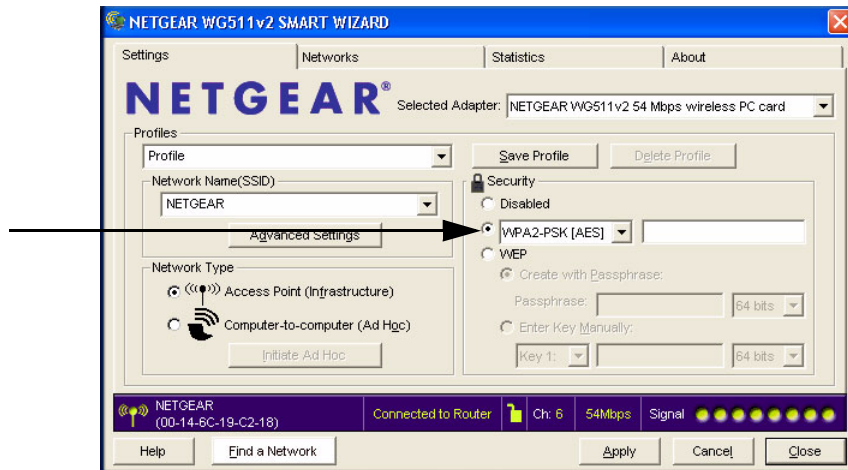 NETGEAR WG511v2 SMART WIZARD
Settings Networks Statistics About
NETGEAR® Selected Adapter: NETGEAR WG511v2 54 Mbps wireless PC card
Profiles
Profile Save Profile Delete Profile
Network Name(SSID) Security
NETGEAR Disabled
Advanced Settings WPA2-PSK [AES]
WEP
Network Type Create with Passphrase:
Access Point (Infrastructure) Passphrase: 64 bits
Computer-to-computer (Ad Hoc) Enter Key Manually:
Initiate Ad Hoc Key 1: 64 bits
NETGEAR
(00-14-6C-19-C2-18) Connected to Router Ch: 6 54Mbps Signal
Help Find a Network Apply Cancel Close